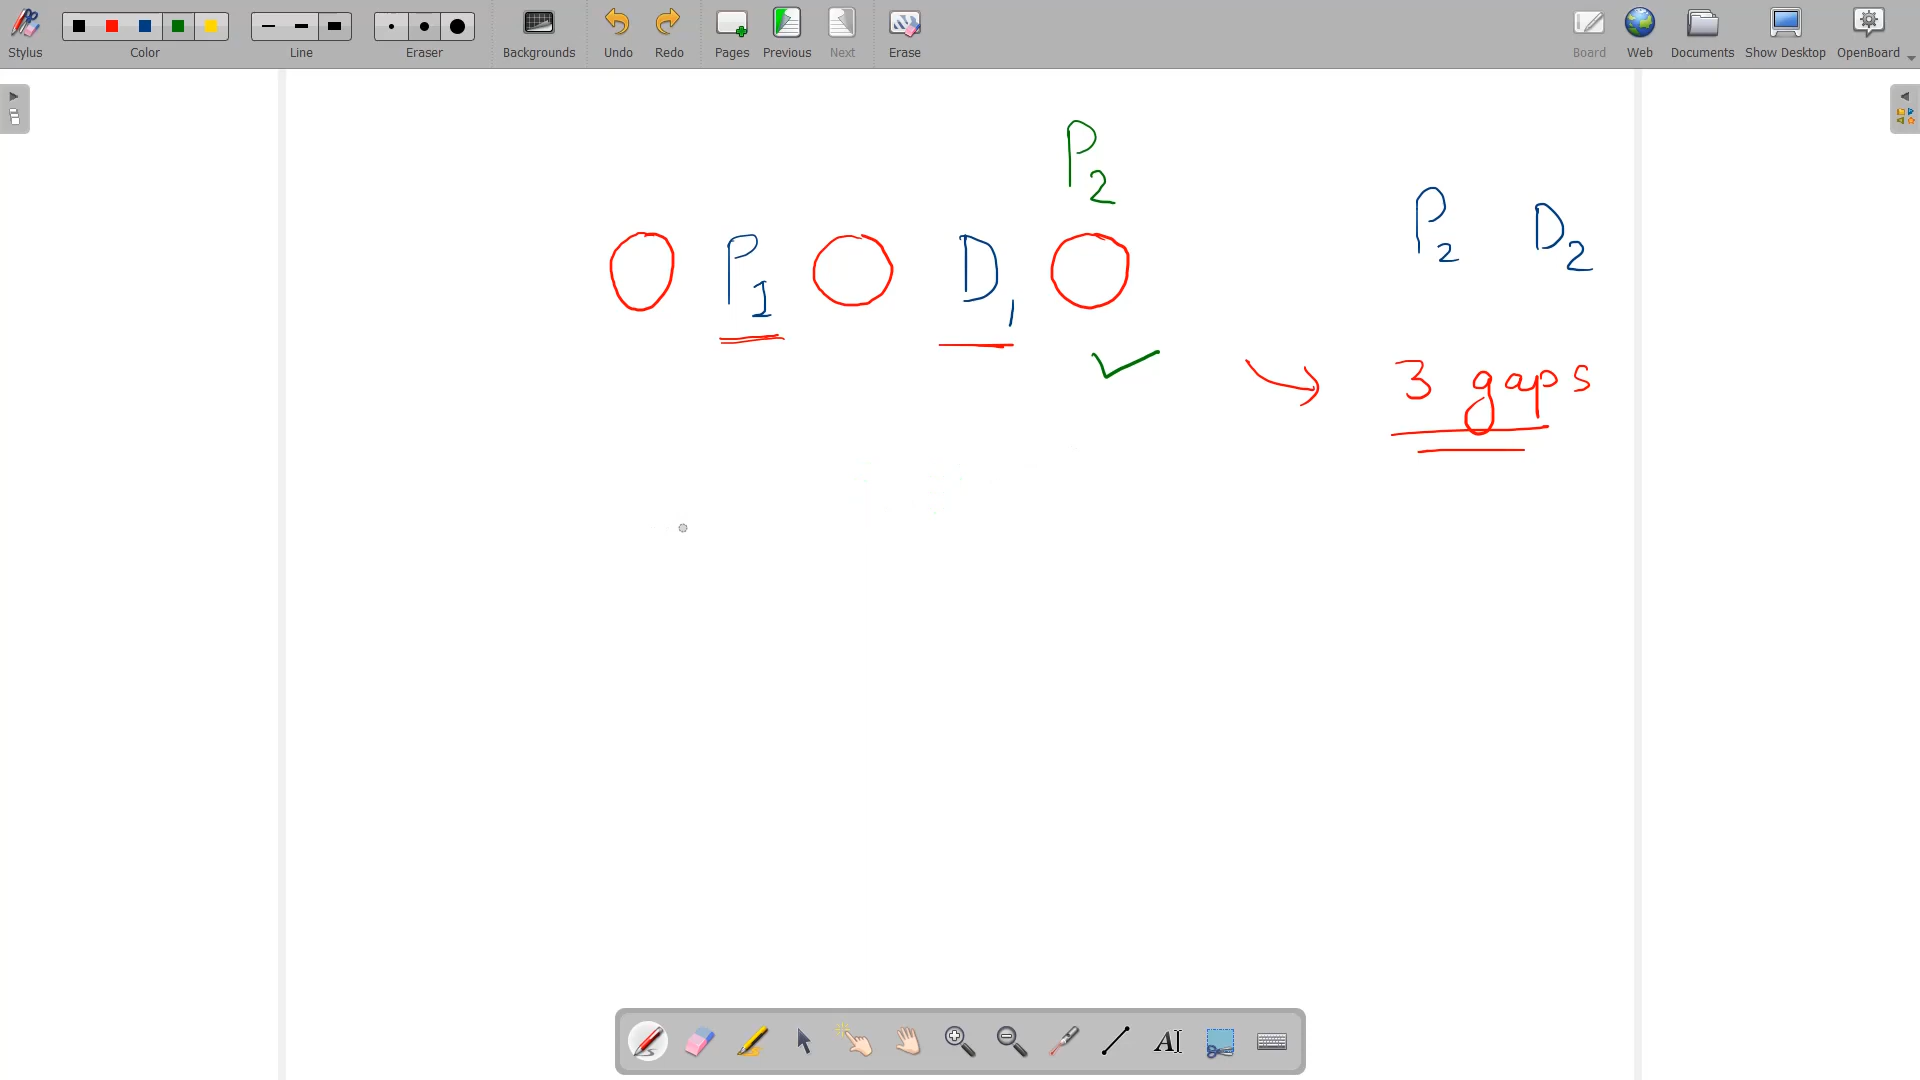 Stylus Color Line Eraser Backgrounds Undo Redo Pages Previous Next Erase Board Web Documents Show Desktop OpenBoard
P2
P1 D1
P2 D2
3 gaps
AI